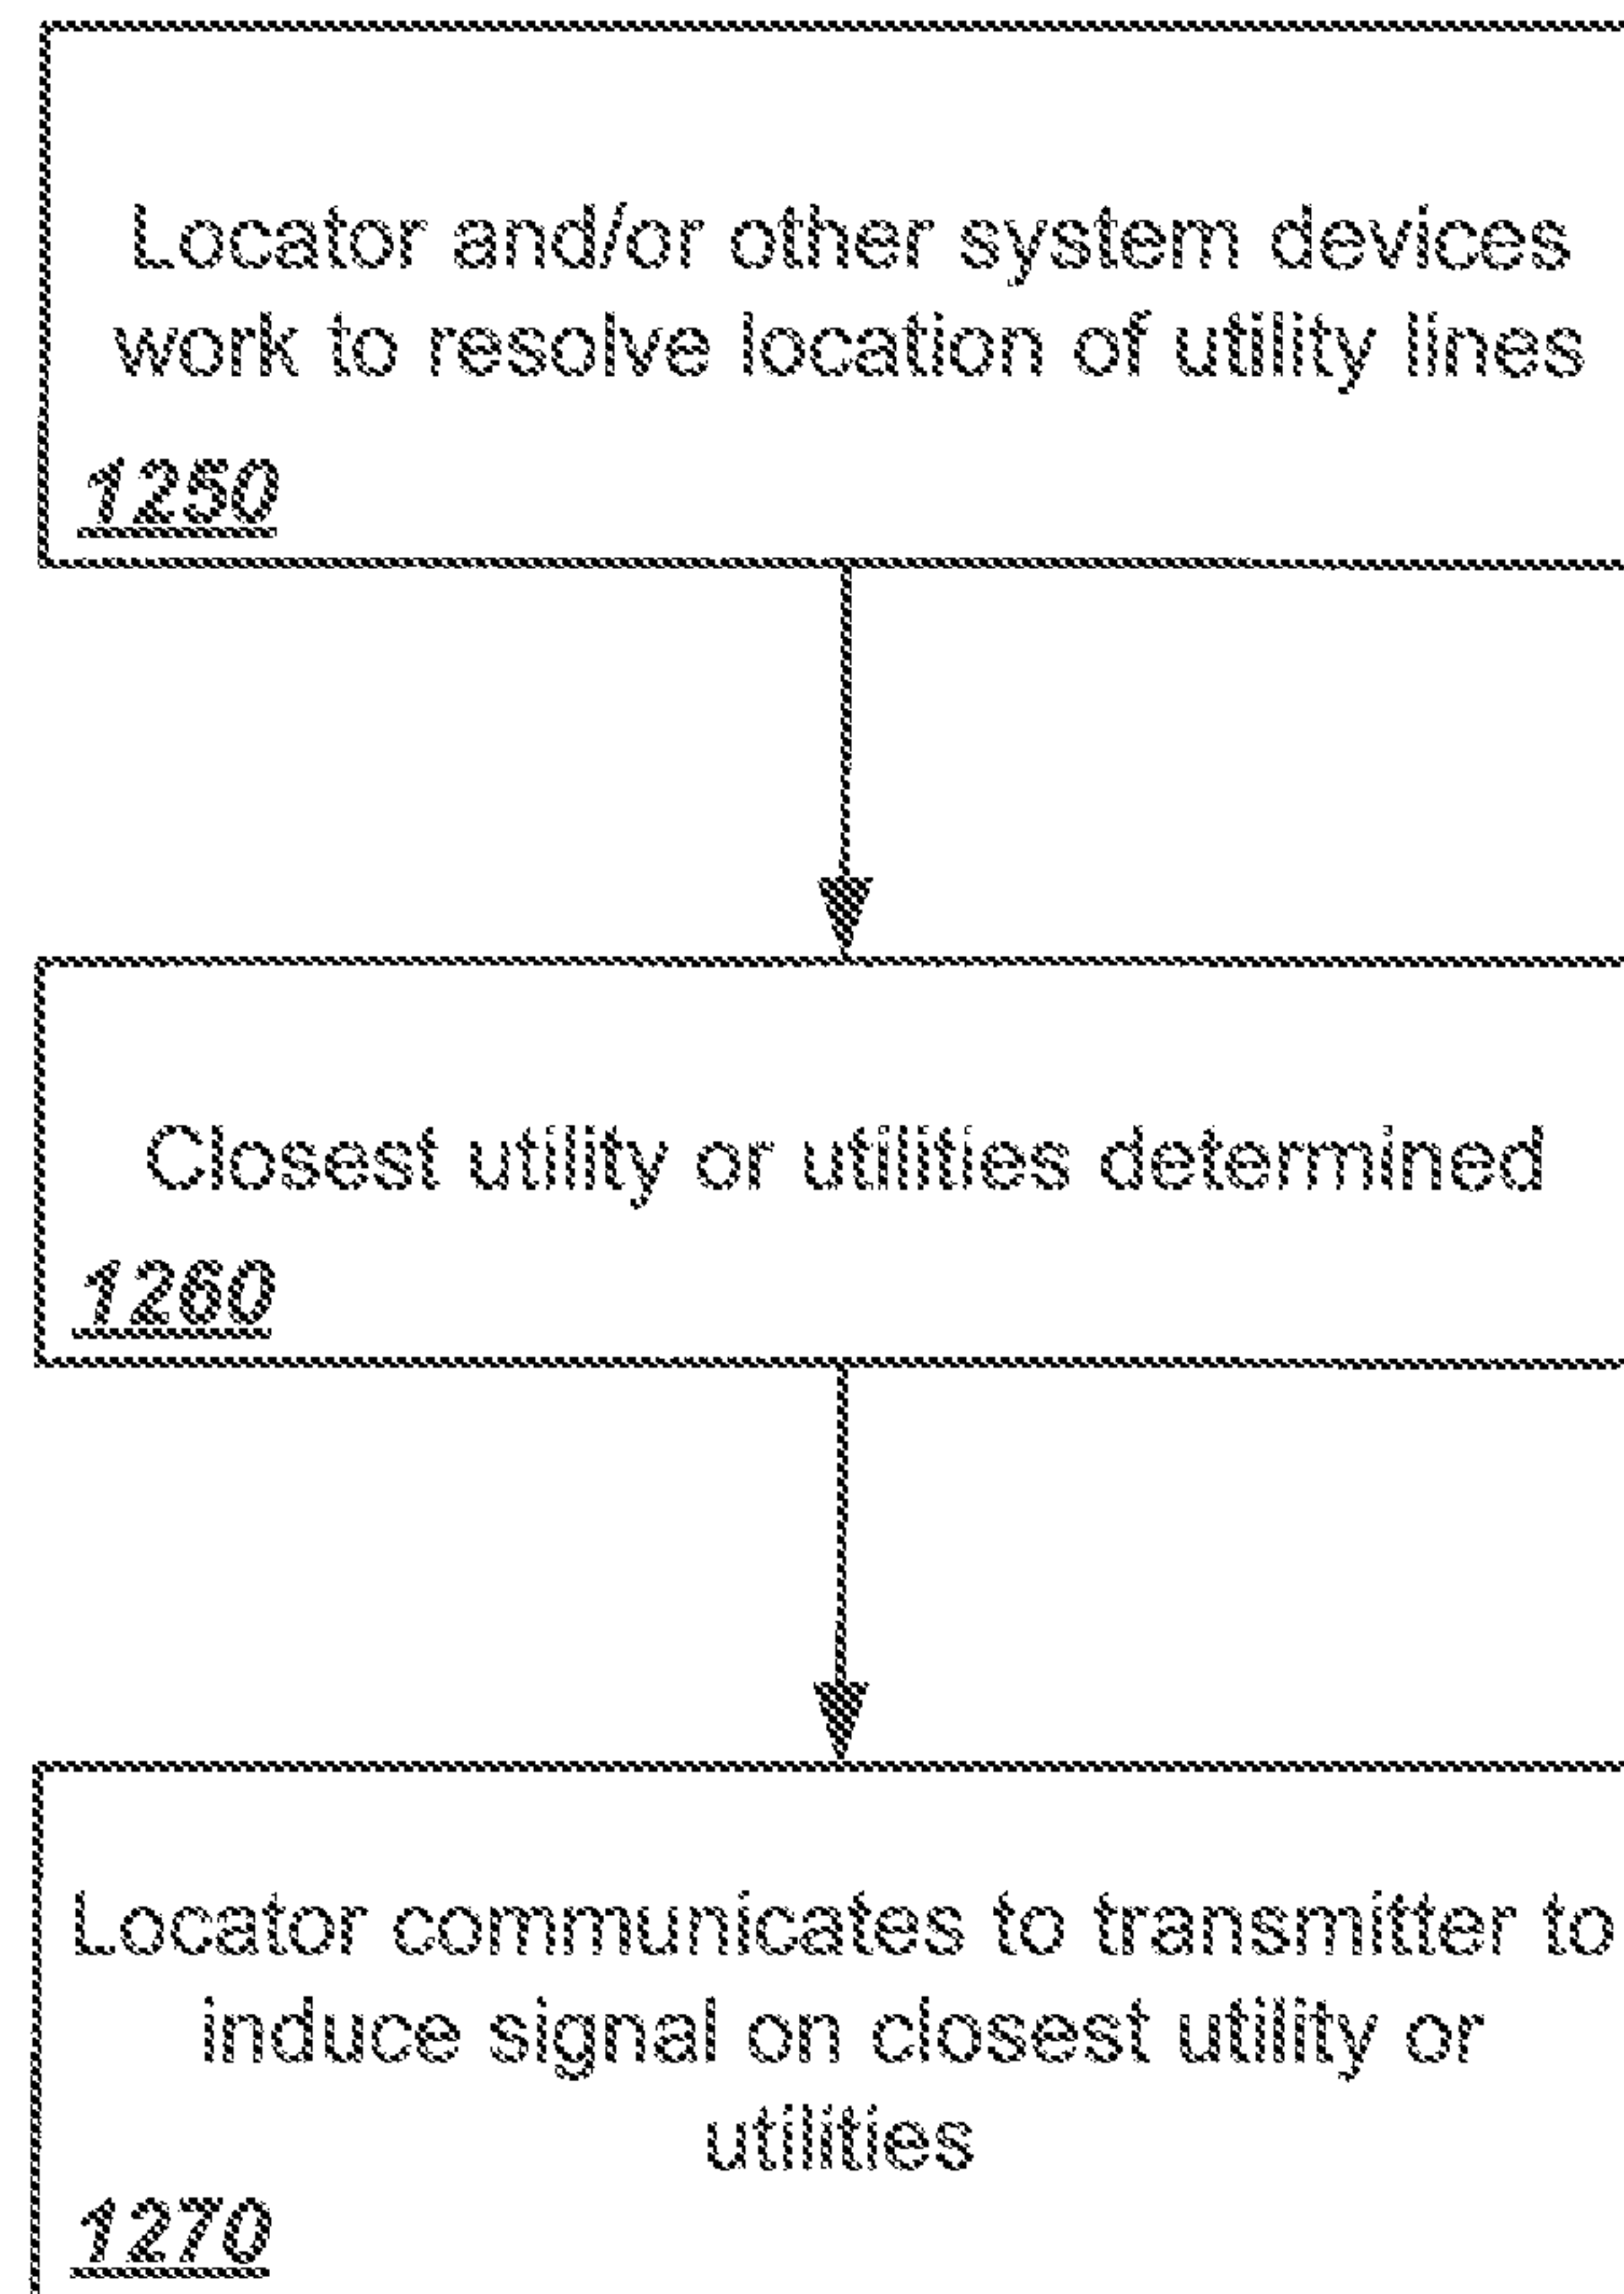 Locator and/or other system devices
work to resolve location of utility lines
1250
Closest utility or utilities determined
1260
Locator communicates to transmitter to
induce signal on closest utility or
utilities
1270